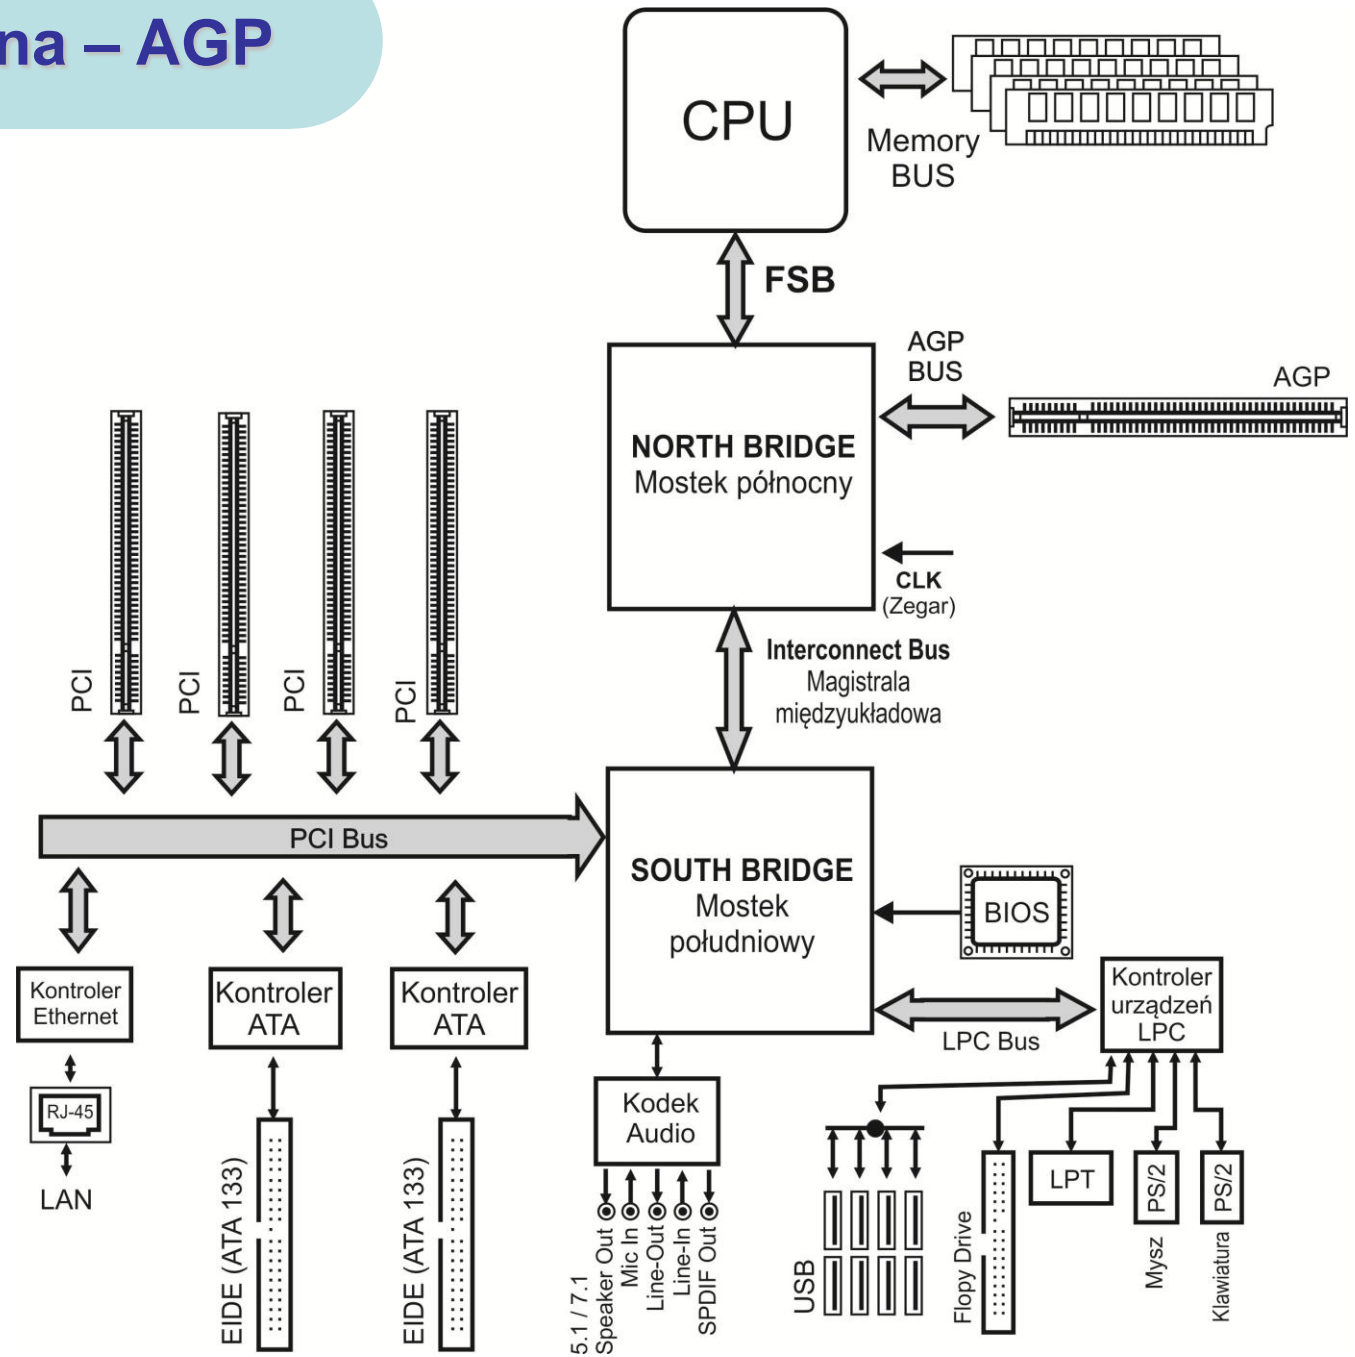 na – AGP
CPU
Memory
BUS
FSB
AGP
BUS
AGP
NORTH BRIDGE
Mostek północny
CLK
(Zegar)
Interconnect Bus
Magistrala
międzyukładowa
PCI
PCI
PCI
PCI
PCI Bus
SOUTH BRIDGE
Mostek
południowy
BIOS
Kontroler
Ethernet
Kontroler
ATA
Kontroler
ATA
Kontroler
urządzeń
LPC
LPC Bus
RJ-45
LAN
EIDE (ATA 133)
EIDE (ATA 133)
Kodek
Audio
5.1 / 7.1
Speaker Out
Mic In
Line-Out
Line-In
SPDIF Out
USB
Flopy Drive
LPT
PS/2
Mysz
PS/2
Klawiatura